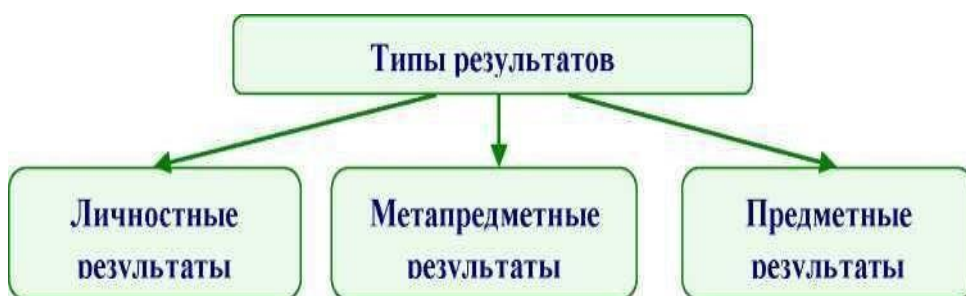 Типы результатов
Личностные
результаты
Метапредметные
результаты
Предметные
результаты